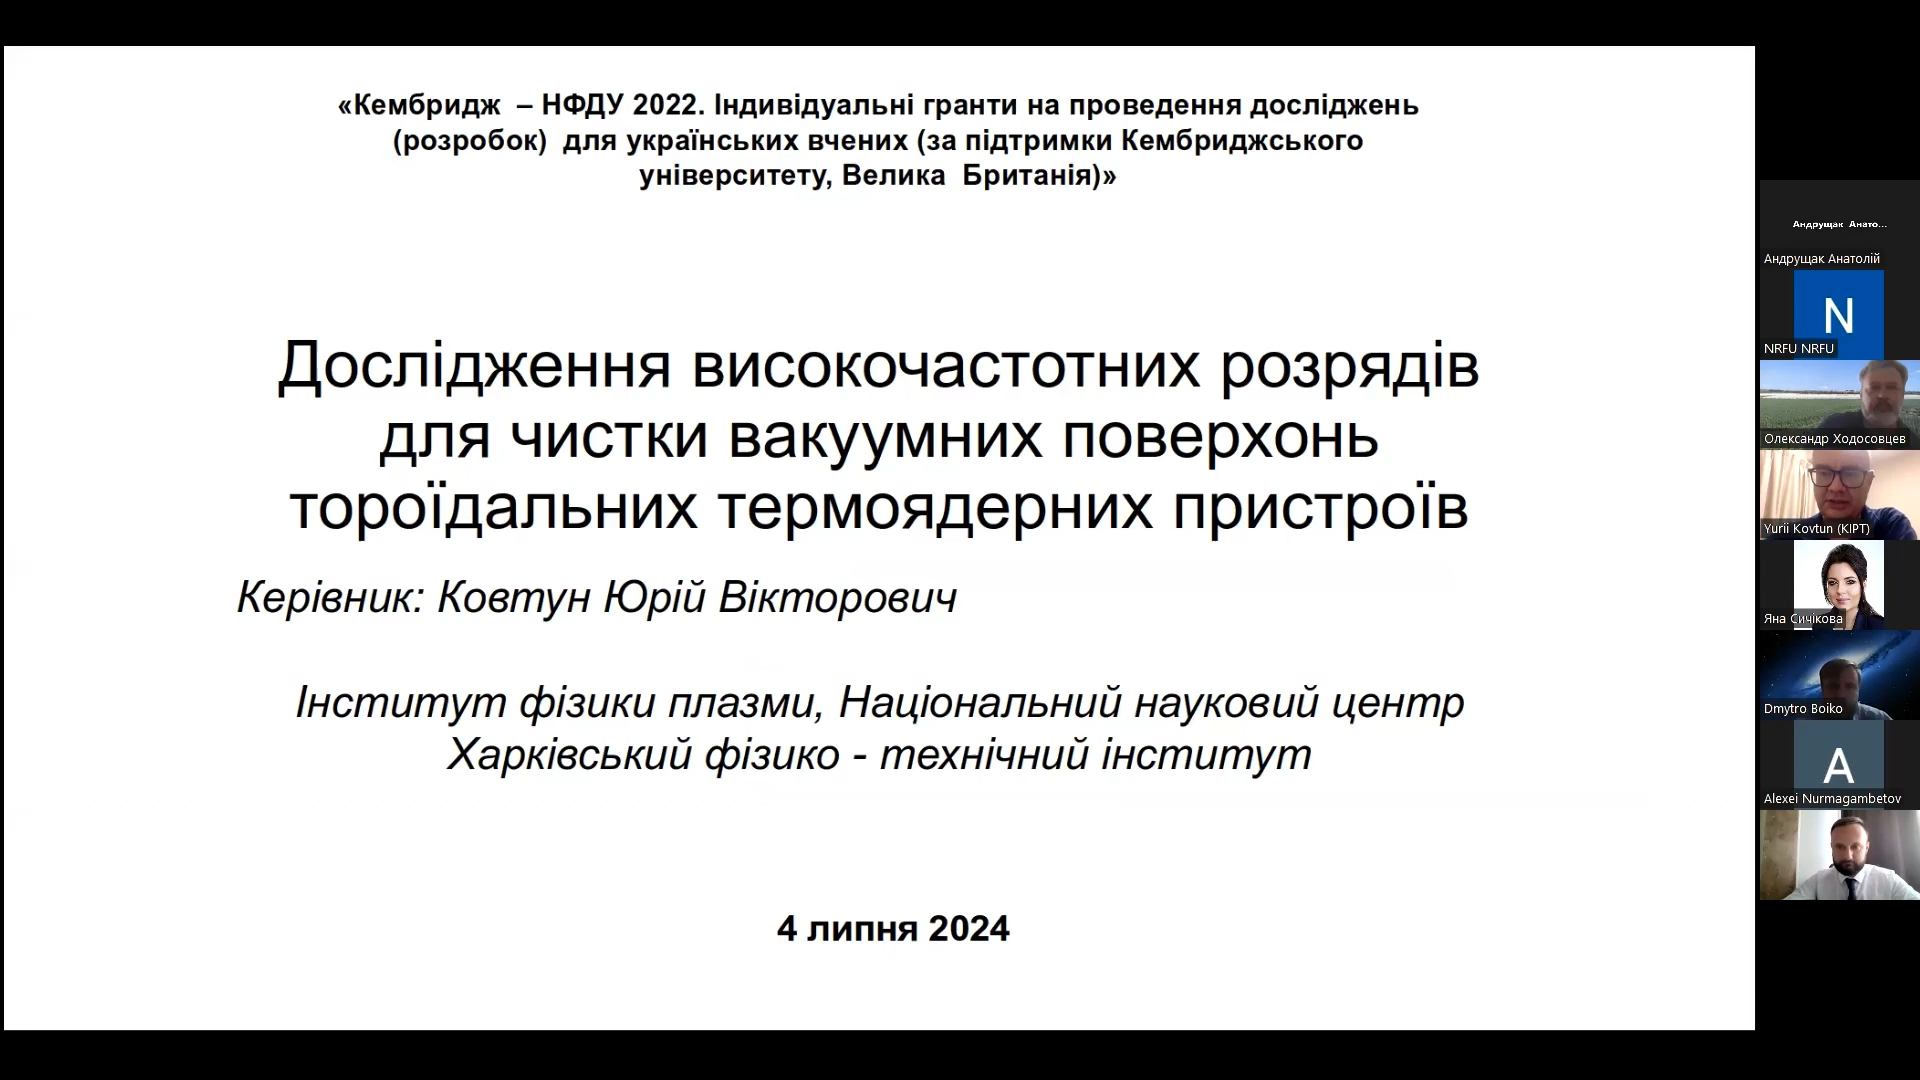 «Кембридж – НФДУ 2022. Індивідуальні гранти на проведення досліджень
(розробок) для українських вчених (за підтримки Кембриджського
університету, Велика Британія)»
Дослідження високочастотних розрядів
для чистки вакуумних поверхонь
тороїдальних термоядерних пристроїв
Керівник: Ковтун Юрій Вікторович
Інститут фізики плазми, Національний науковий центр
Харківський фізико - технічний інститут
4 липня 2024
Андрущак Анато...
Андрущак Анатолій
N
NRFU NRFU
Олександр Ходосовцев
Yurii Kovtun (KIPT)
Яна Сичікова
Dmytro Boiko
A
Alexei Nurmagambetov